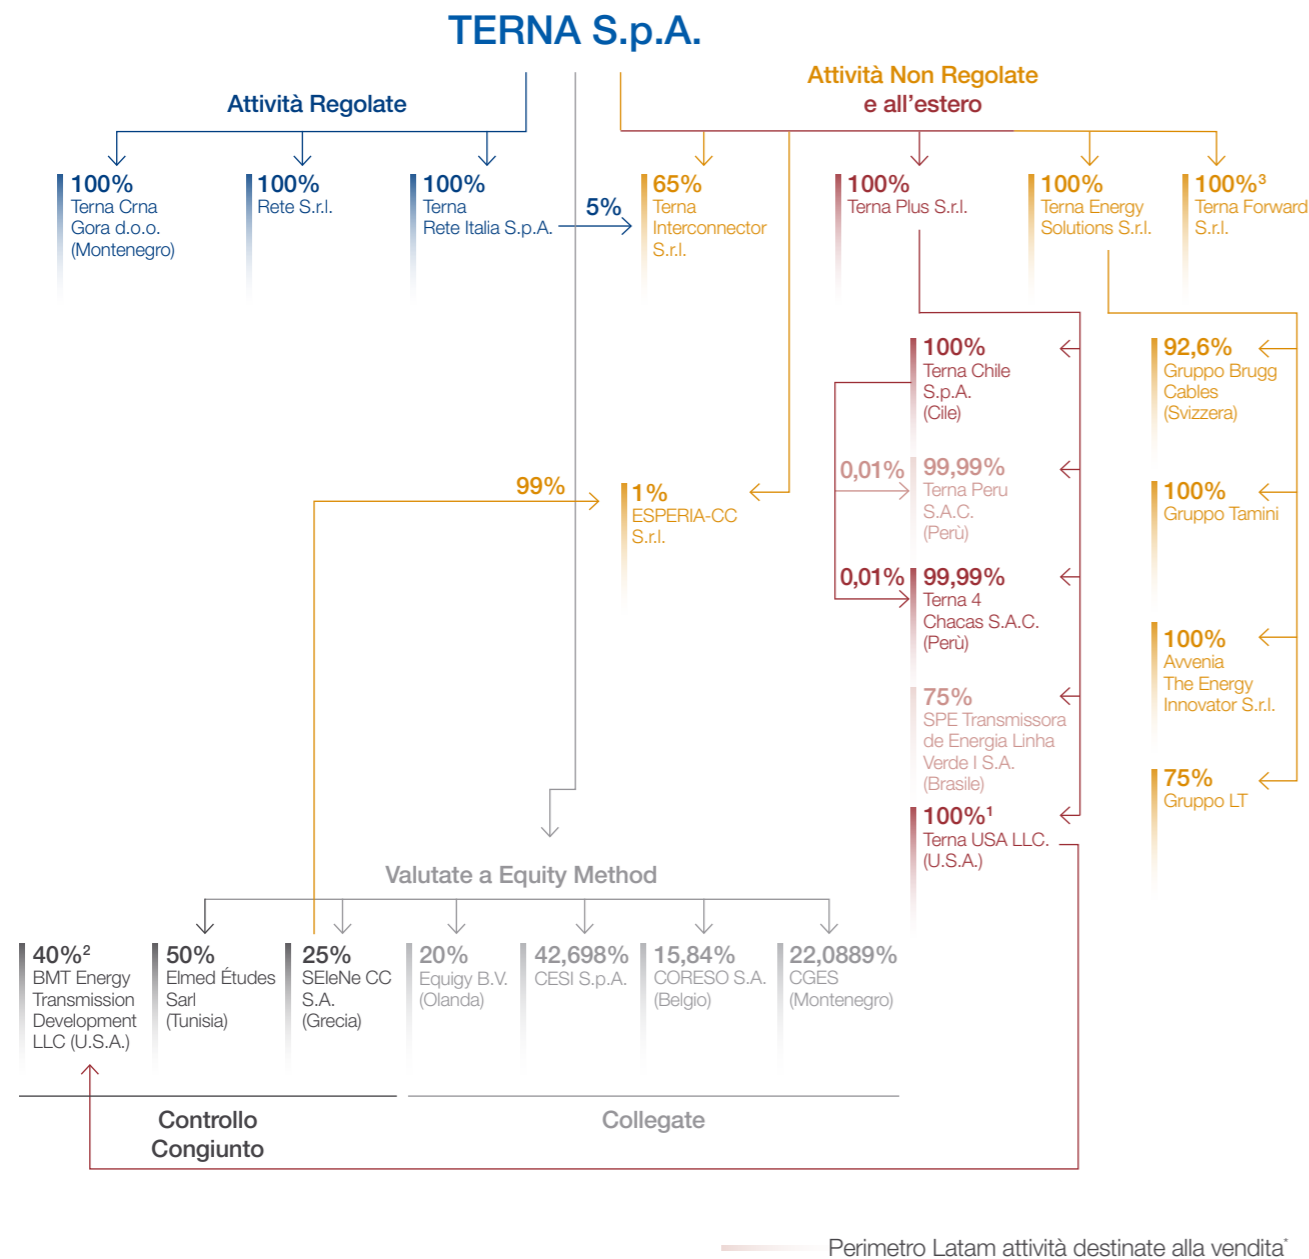 TERNA S.p.A.
Attività Regolate
Attività Non Regolate
e all'estero
100%
Terna Crna
Gora d.o.o.
(Montenegro)
100%
Rete S.r.l.
100%
Terna
Rete Italia S.p.A.
5%
65%
Terna
Interconnector
S.r.l.
100%
Terna Plus S.r.l.
100%
Terna Energy
Solutions S.r.l.
100%³
Terna Forward
S.r.l.
100%
Terna Chile
S.p.A.
(Cile)
0,01%
99,99%
Terna Peru
S.A.C.
(Perù)
0,01%
99,99%
Terna 4
Chacas S.A.C.
(Perù)
75%
SPE Transmissora
de Energia Linha
Verde I S.A.
(Brasile)
100%¹
Terna USA LLC.
(U.S.A.)
92,6%
Gruppo Brugg
Cables
(Svizzera)
100%
Gruppo Tamini
100%
Avvenia
The Energy
Innovator S.r.l.
75%
Gruppo LT
99%
1%
ESPERIA-CC
S.r.l.
Valutate a Equity Method
40%²
BMT Energy
Transmission
Development
LLC (U.S.A.)
50%
Elmed Études
Sarl
(Tunisia)
25%
SEleNe CC
S.A.
(Grecia)
20%
Equigy B.V.
(Olanda)
42,698%
CESI S.p.A.
15,84%
CORESO S.A.
(Belgio)
22,0889%
CGES
(Montenegro)
Controllo
Congiunto
Collegate
Perimetro Latam attività destinate alla vendita*